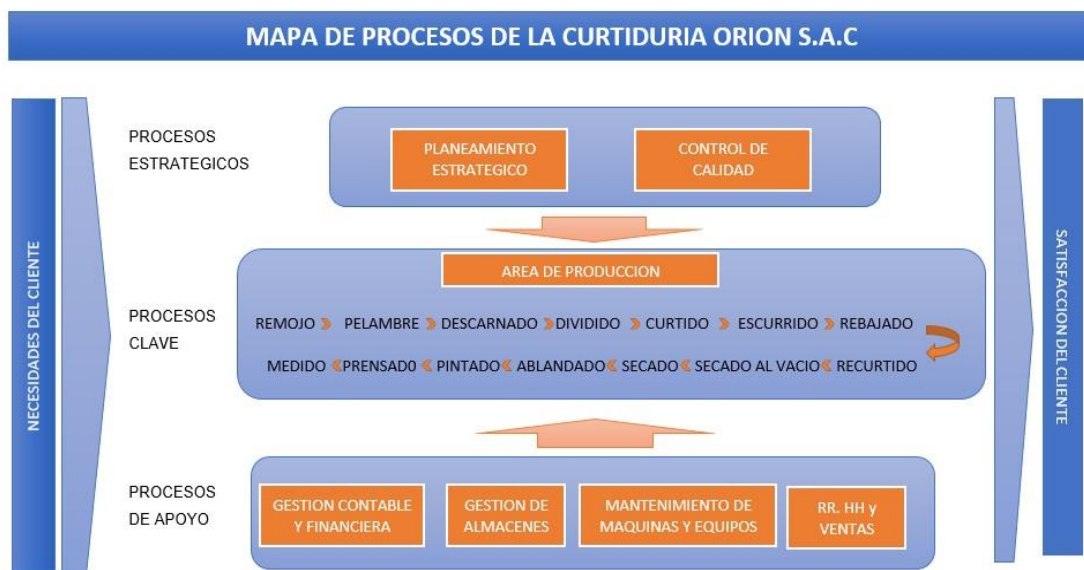 MAPA DE PROCESOS DE LA CURTIDURIA ORION S.A.C
NECESIDADES DEL CLIENTE
PROCESOS
ESTRATEGICOS
PLANEAMIENTO
ESTRATEGICO
CONTROL DE
CALIDAD
PROCESOS
CLAVE
AREA DE PRODUCCION
REMOJO PELAMBRE DESCARNADO DIVIDIDO CURTIDO ESCURRIDO REBAJADO
MEDIDO PRENSAD0 PINTADO ABLANDADO SECADO SECADO AL VACIO RECURTIDO
PROCESOS
DE APOYO
GESTION CONTABLE
Y FINANCIERA
GESTION DE
ALMACENES
MANTENIMIENTO DE
MAQUINAS Y EQUIPOS
RR. HH y
VENTAS
SATISFACCION DEL CLIENTE